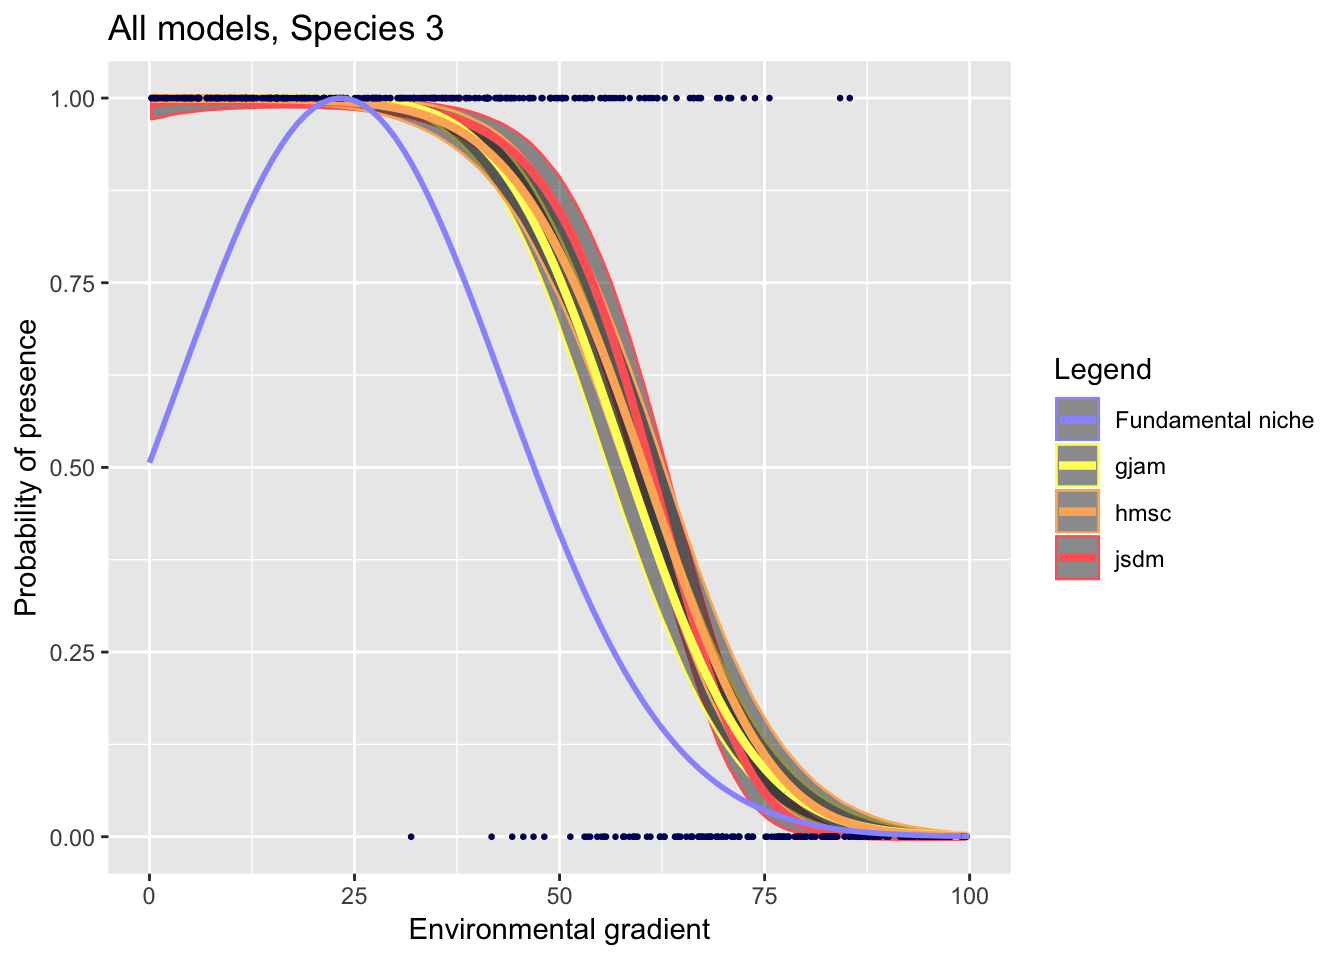 All models, Species 3
Probability of presence
1.00
0.75
0.50
0.25
0.00
0
25
50
75
100
Environmental gradient
Legend
Fundamental niche
gjam
hmsc
jsdm